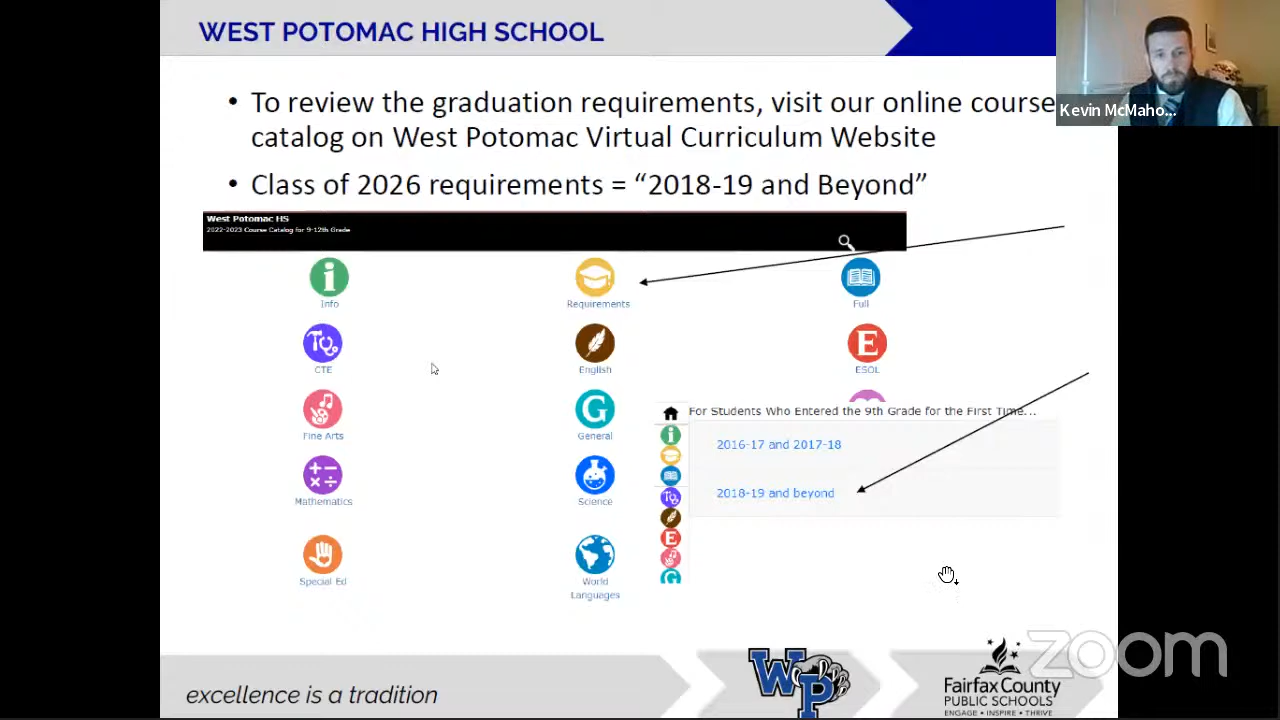 WEST POTOMAC HIGH SCHOOL
Kevin McMaho...
• To review the graduation requirements, visit our online course
catalog on West Potomac Virtual Curriculum Website
• Class of 2026 requirements = “2018-19 and Beyond”
West Potomac HS
2022-2023 Course Catalog for 9-12th Grade
Info
Requirements
Full
CTE
English
E
ESOL
Fine Arts
G
General
For Students Who Entered the 9th Grade for the First Time...
2016-17 and 2017-18
2018-19 and beyond
E
G
Mathematics
Science
Special Ed
World
Languages
excellence is a tradition
WP
Fairfax County
PUBLIC SCHOOLS
ENGAGE • INSPIRE • THRIVE
zoom